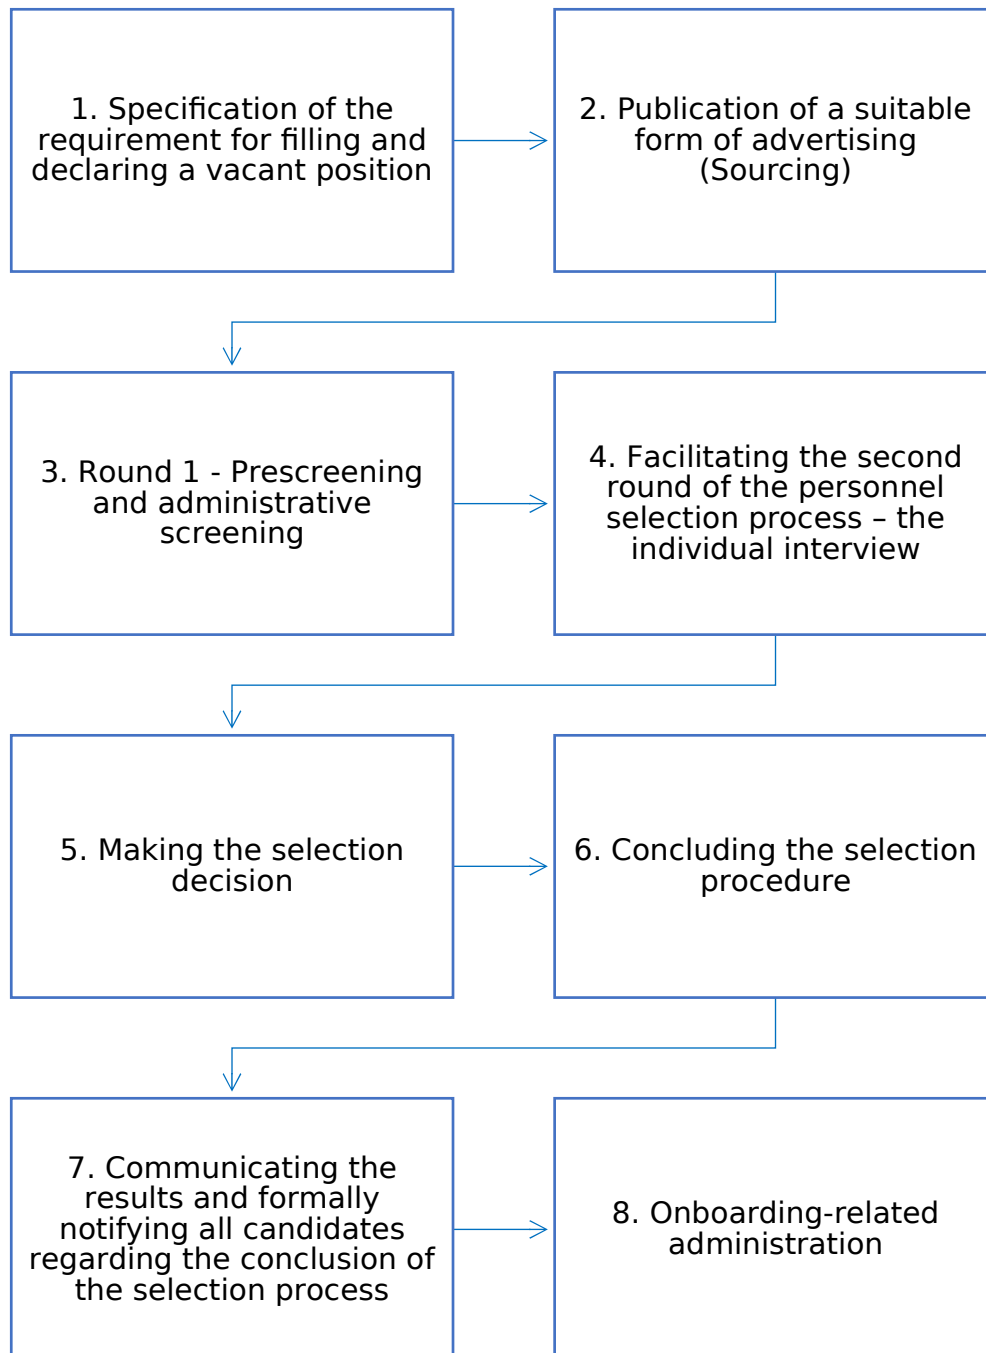 1. Specification of the
requirement for filling and
declaring a vacant position
2. Publication of a suitable
form of advertising
(Sourcing)
3. Round 1 - Prescreening
and administrative
screening
4. Facilitating the second
round of the personnel
selection process – the
individual interview
5. Making the selection
decision
6. Concluding the selection
procedure
7. Communicating the
results and formally
notifying all candidates
regarding the conclusion of
the selection process
8. Onboarding-related
administration